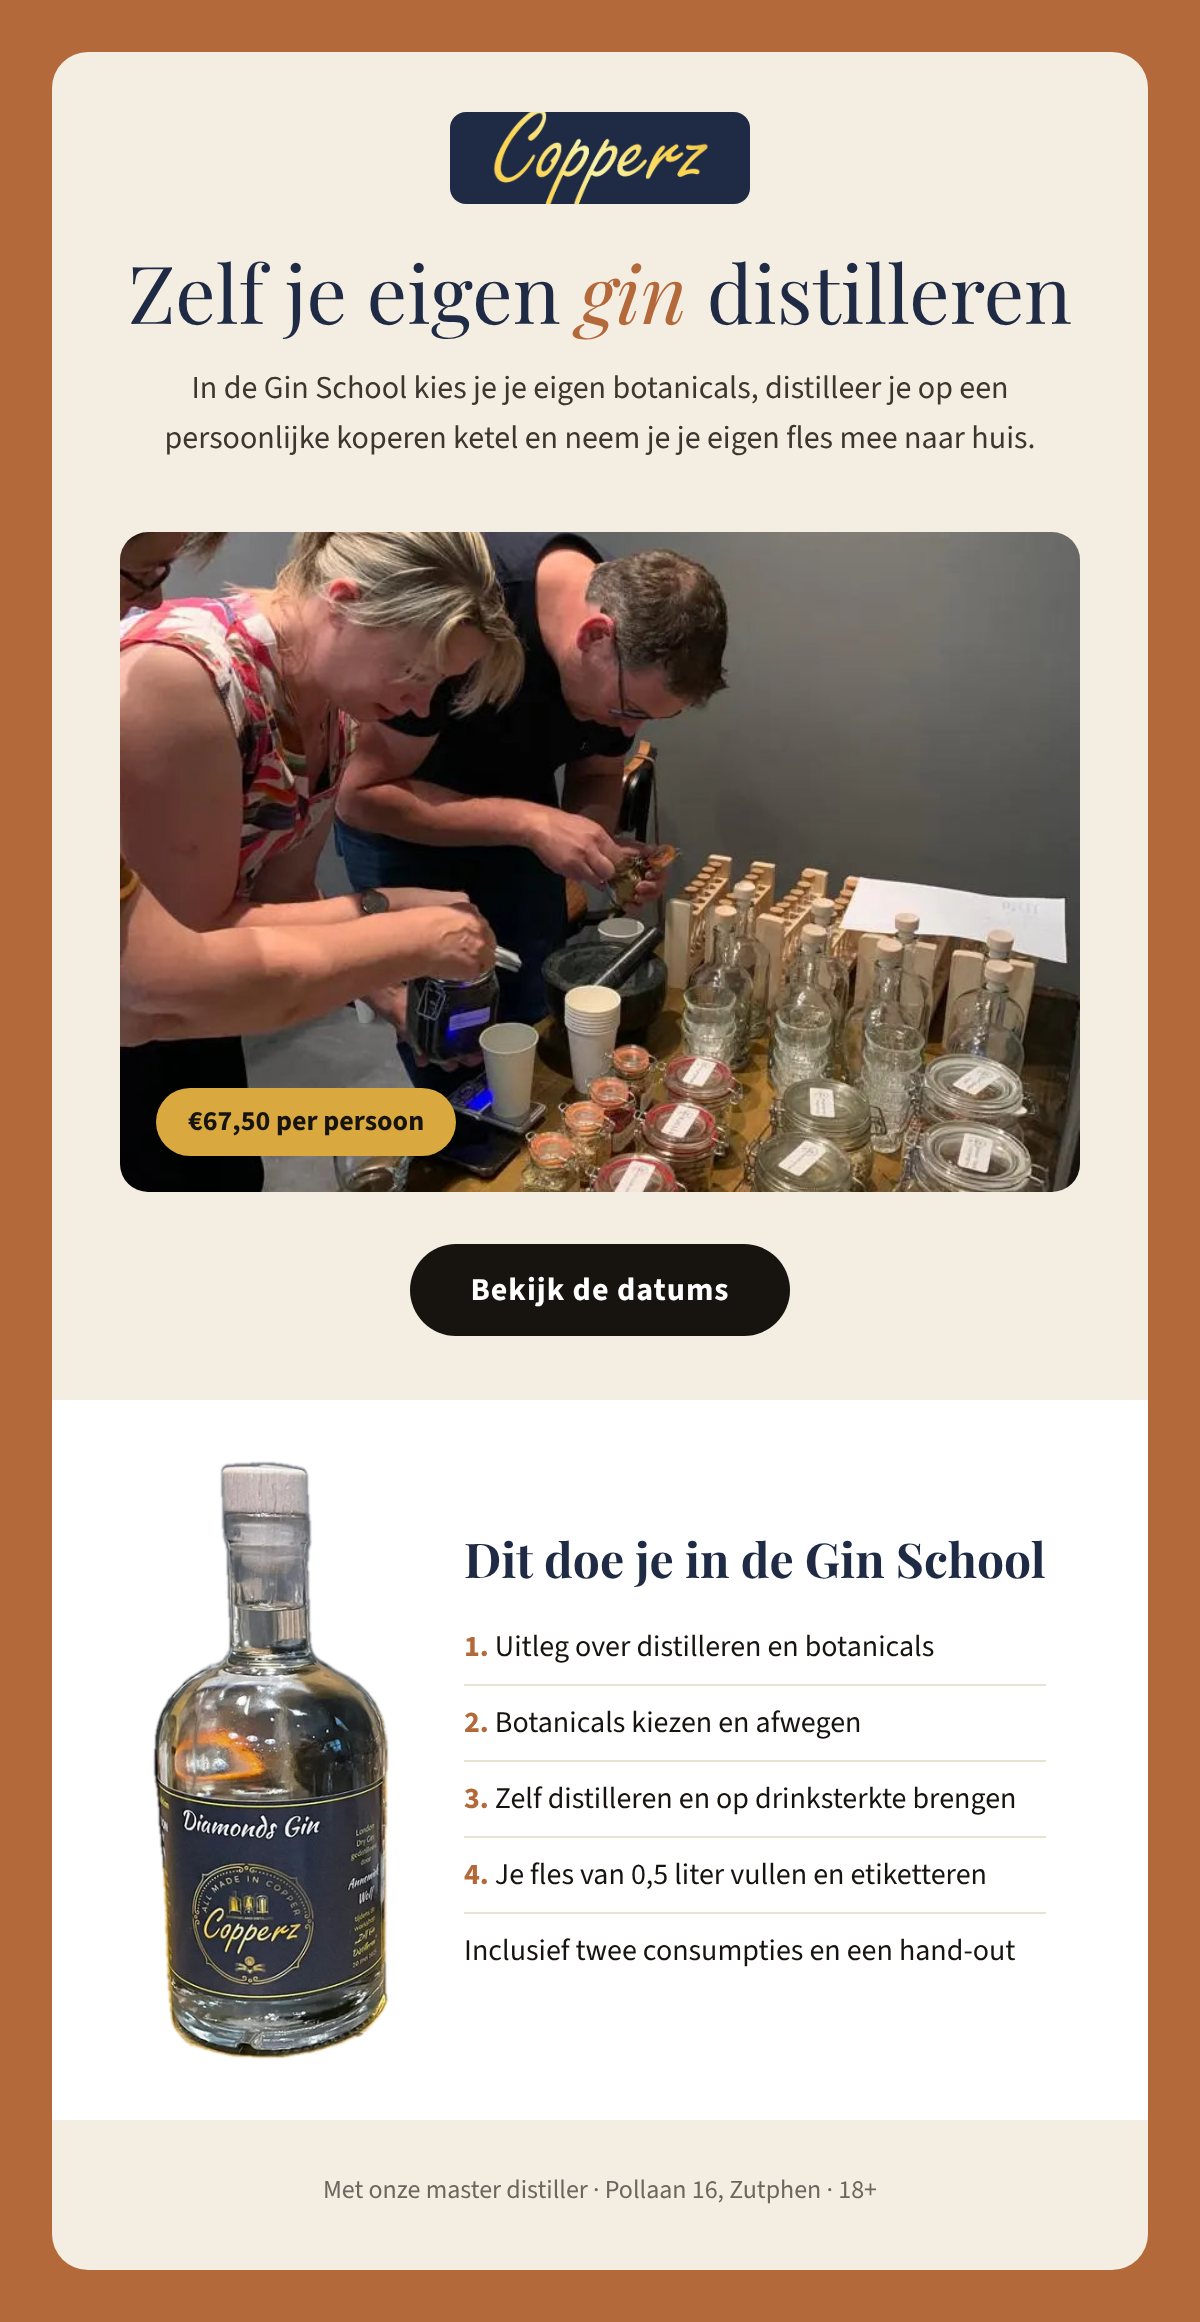 Copperz
Zelf je eigen gin distilleren
In de Gin School kies je je eigen botanicals, distilleer je op een
persoonlijke koperen ketel en neem je je eigen fles mee naar huis.
€67,50 per persoon
Bekijk de datums
Dit doe je in de Gin School
1. Uitleg over distilleren en botanicals
2. Botanicals kiezen en afwegen
3. Zelf distilleren en op drinksterkte brengen
4. Je fles van 0,5 liter vullen en etiketteren
Inclusief twee consumpties en een hand-out
Diamonds Gin
London
Dry Gin
ALL MADE IN COPPER
Copperz
Met onze master distiller · Pollaan 16, Zutphen · 18+